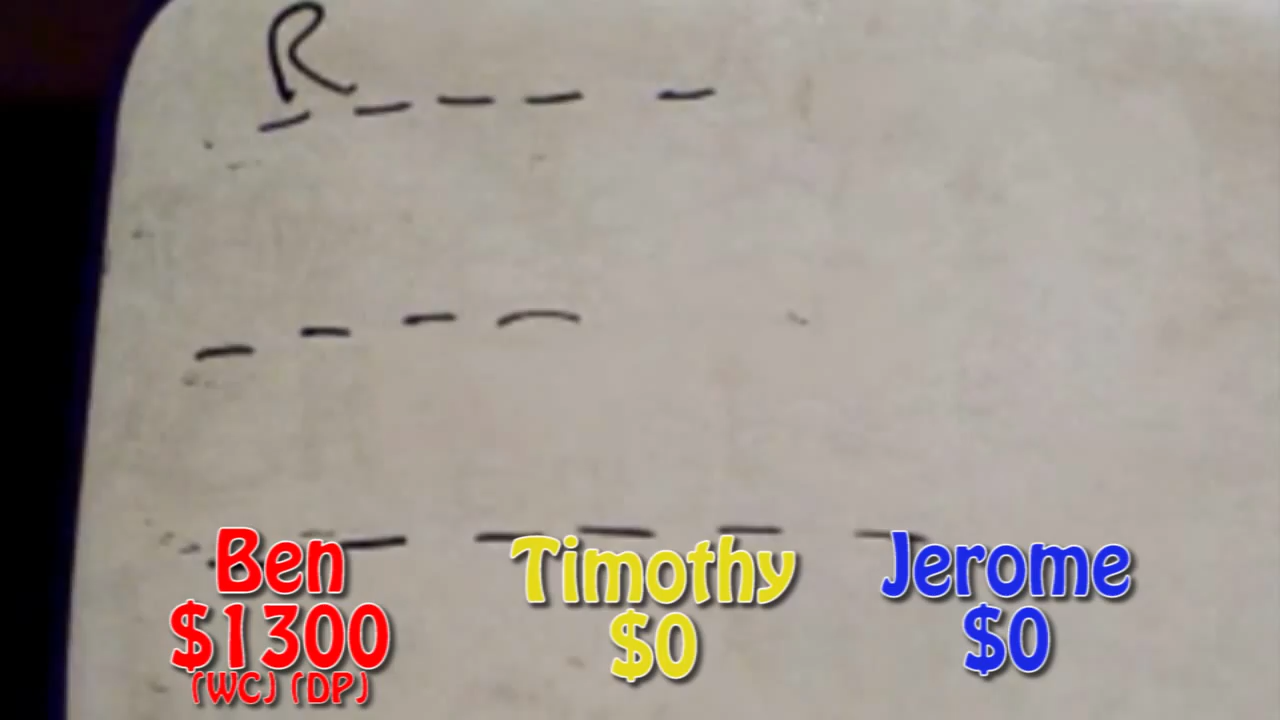 R _ _ _ _
_ _ _ _
_ _ _ _ _
Ben Timothy Jerome
$1300 $0 $0
(WC) (DP)